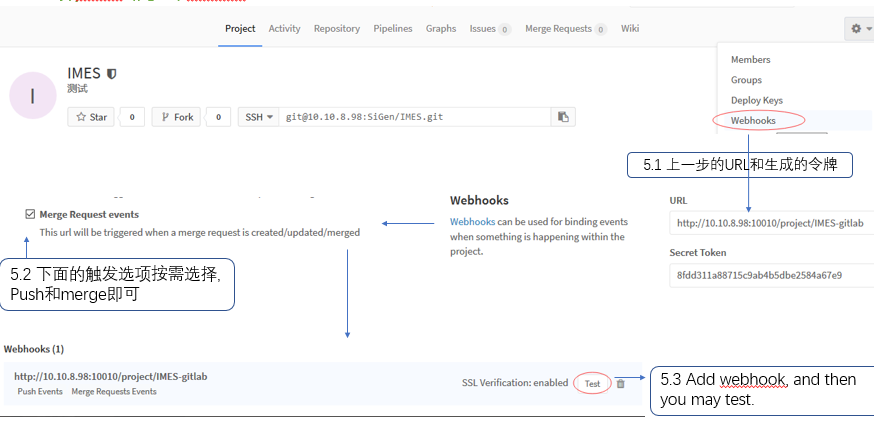 Project Activity Repository Pipelines Graphs Issues 0 Merge Requests 0 Wiki
Members
Groups
Deploy Keys
Webhooks
I
IMES
测试
Star 0 Fork 0 SSH git@10.10.8.98:SiGen/IMES.git
5.1 上一步的URL和生成的令牌
Merge Request events
This url will be triggered when a merge request is created/updated/merged
Webhooks
Webhooks can be used for binding events
when something is happening within the
project.
URL
http://10.10.8.98:10010/project/IMES-gitlab
Secret Token
8fdd311a88715c9ab4b5dbe2584a67e9
5.2 下面的触发选项按需选择,
Push和merge即可
Webhooks (1)
http://10.10.8.98:10010/project/IMES-gitlab
Push Events Merge Requests Events
SSL Verification: enabled Test
5.3 Add webhook, and then
you may test.